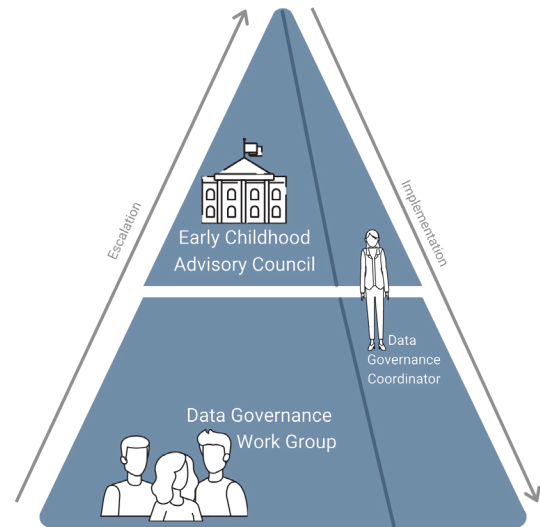 Escalation
Implementation
Early Childhood
Advisory Council
Data
Governance
Coordinator
Data Governance
Work Group